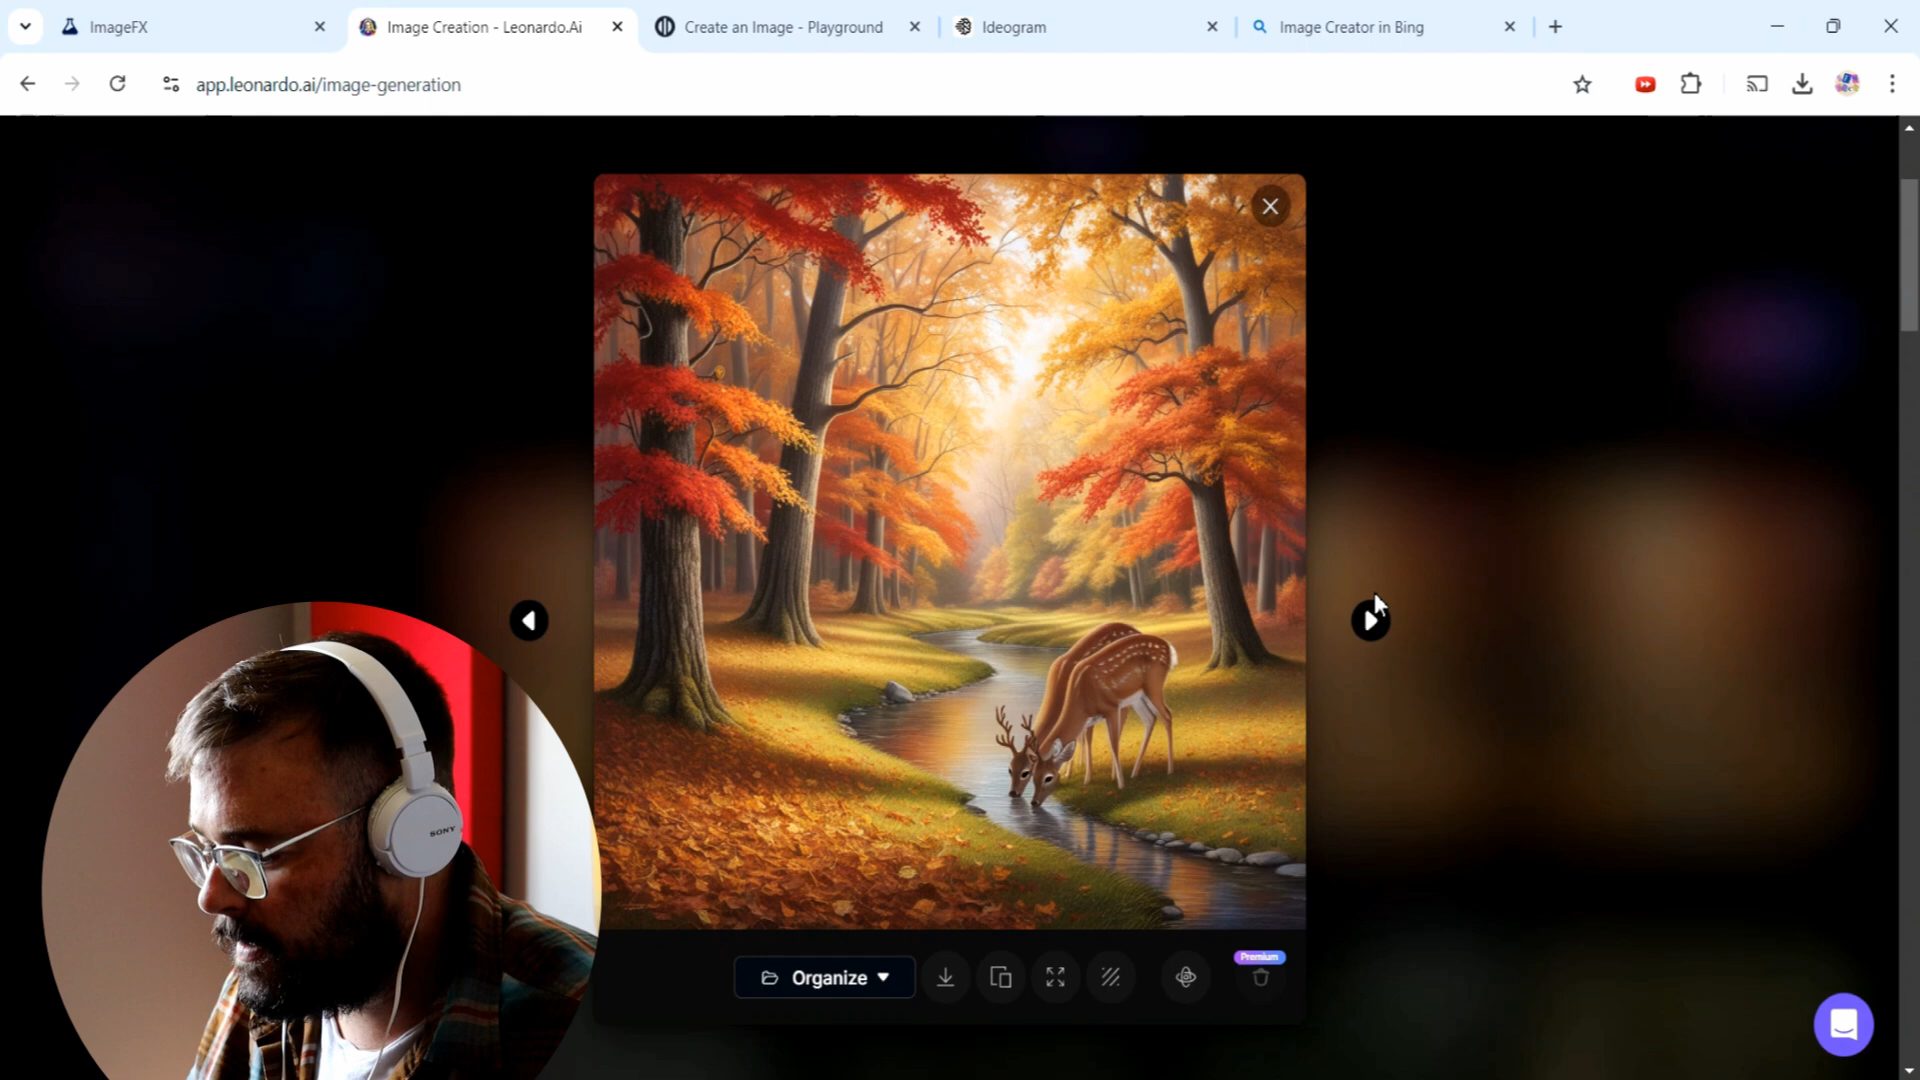 ImageFX
Image Creation - Leonardo.Ai
Create an Image - Playground
Ideogram
Image Creator in Bing
app.leonardo.ai/image-generation
SONY
Premium
Organize